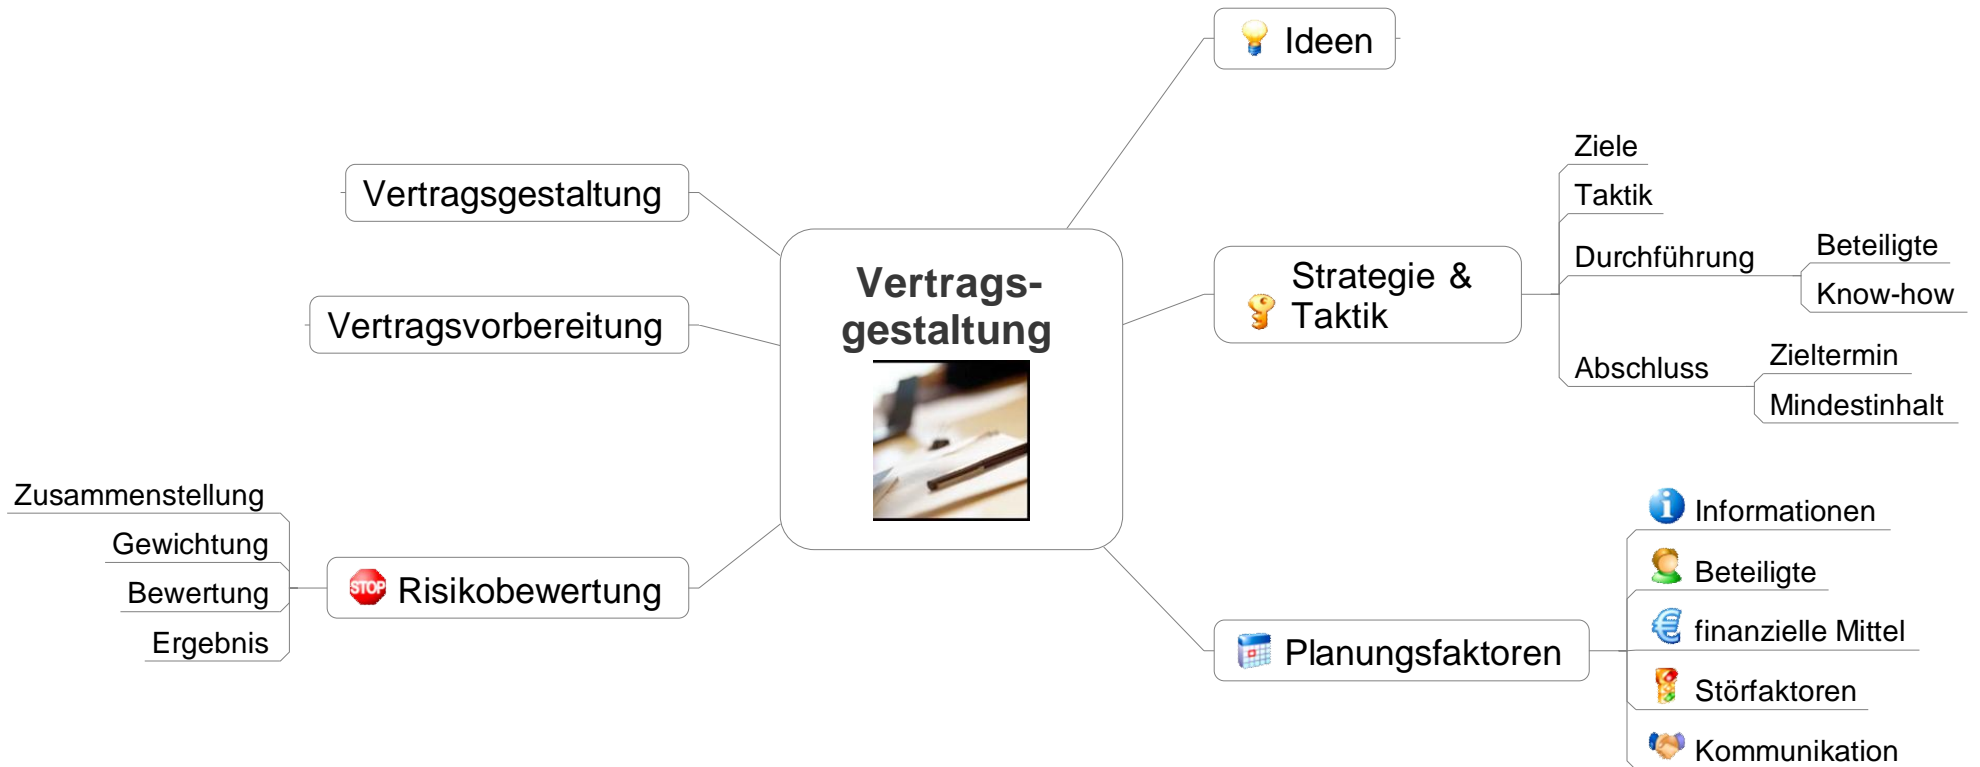 Ideen
Vertragsgestaltung
Vertragsvorbereitung
Vertrags-
gestaltung
Strategie &
Taktik
Ziele
Taktik
Durchführung
Beteiligte
Know-how
Abschluss
Zieltermin
Mindestinhalt
Zusammenstellung
Gewichtung
Bewertung
Ergebnis
STOP
Risikobewertung
Planungsfaktoren
Informationen
Beteiligte
finanzielle Mittel
Störfaktoren
Kommunikation